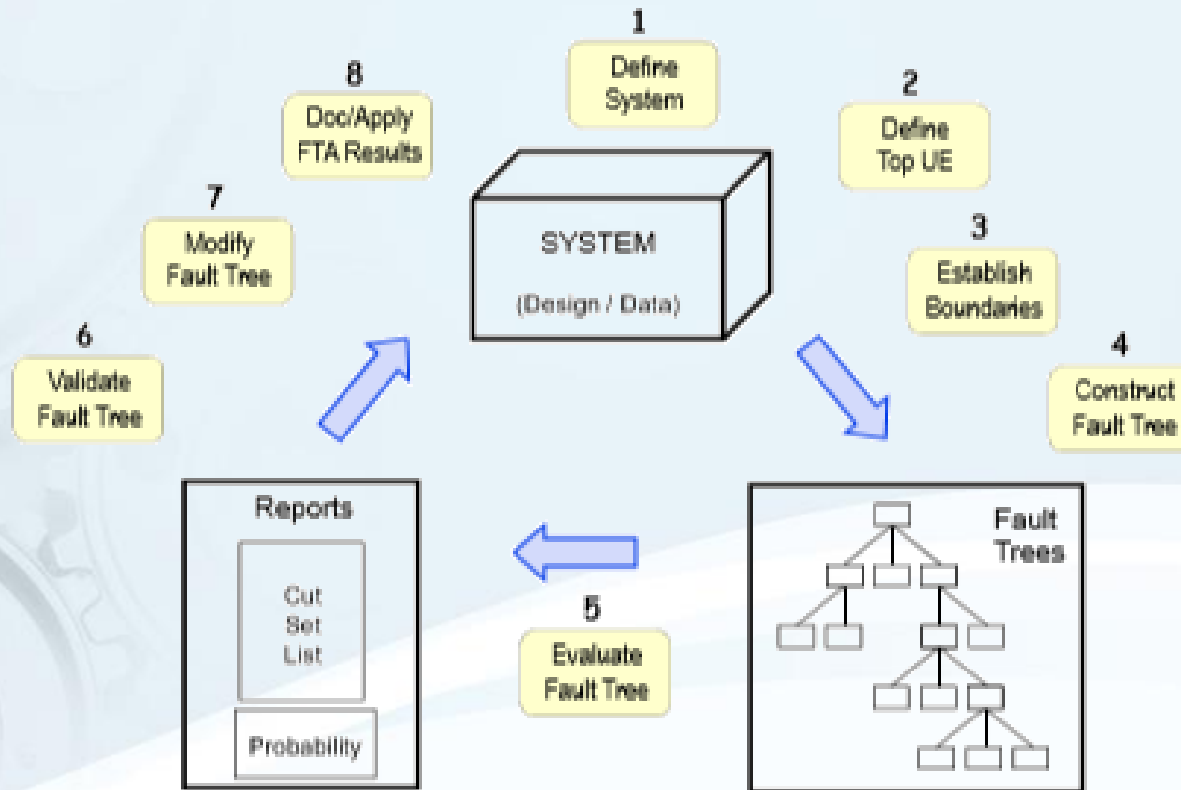 1
Define
System
2
Define
Top UE
3
Establish
Boundaries
4
Construct
Fault Tree
5
Evaluate
Fault Tree
6
Validate
Fault Tree
7
Modify
Fault Tree
8
Doc/Apply
FTA Results
SYSTEM
(Design / Data)
Fault
Trees
Reports
Cut
Set
List
Probability